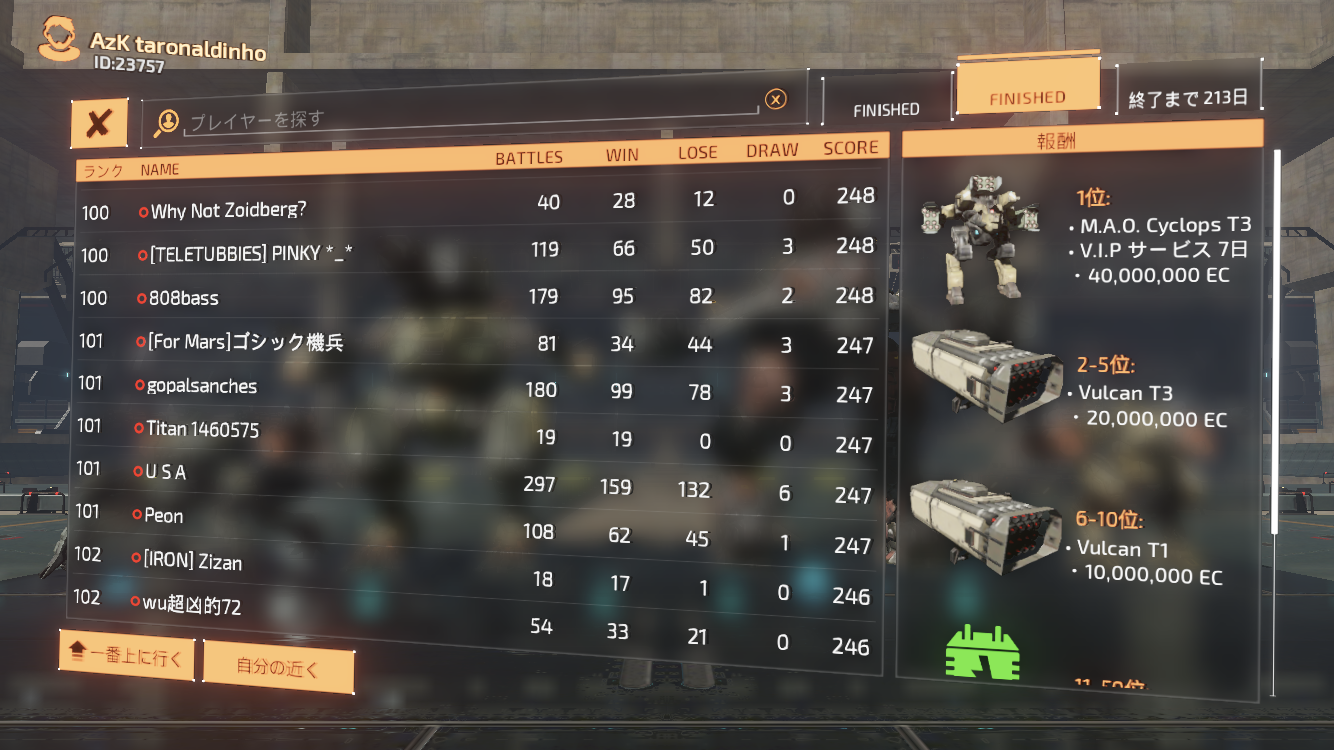 AzK taronaldinho
ID:23757
プレイヤーを探す
FINISHED
FINISHED
終了まで 213日
ランク NAME BATTLES WIN LOSE DRAW SCORE
100 Why Not Zoidberg? 40 28 12 0 248
100 [TELETUBBIES] PINKY *_* 119 66 50 3 248
100 808bass 179 95 82 2 248
101 [For Mars]ゴシック機兵 81 34 44 3 247
101 gopalsanches 180 99 78 3 247
101 Titan 1460575 19 19 0 0 247
101 U S A 297 159 132 6 247
101 Peon 108 62 45 1 247
102 [IRON] Zizan 18 17 1 0 246
102 wu超凶的72 54 33 21 0 246
一番上に行く
自分の近く
報酬
1位:
• M.A.O. Cyclops T3
• V.I.P サービス 7日
• 40,000,000 EC
2-5位:
• Vulcan T3
• 20,000,000 EC
6-10位:
• Vulcan T1
• 10,000,000 EC
11-50位: